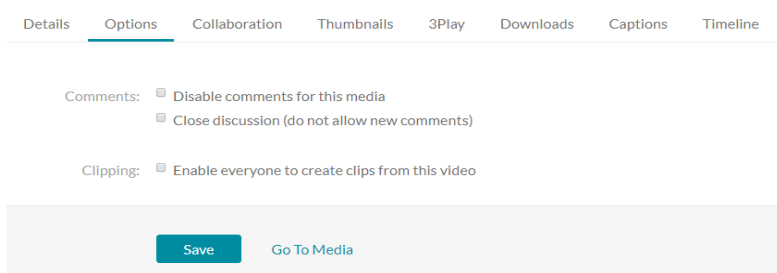 Details Options Collaboration Thumbnails 3Play Downloads Captions Timeline
Comments: Disable comments for this media
Close discussion (do not allow new comments)
Clipping: Enable everyone to create clips from this video
Save Go To Media